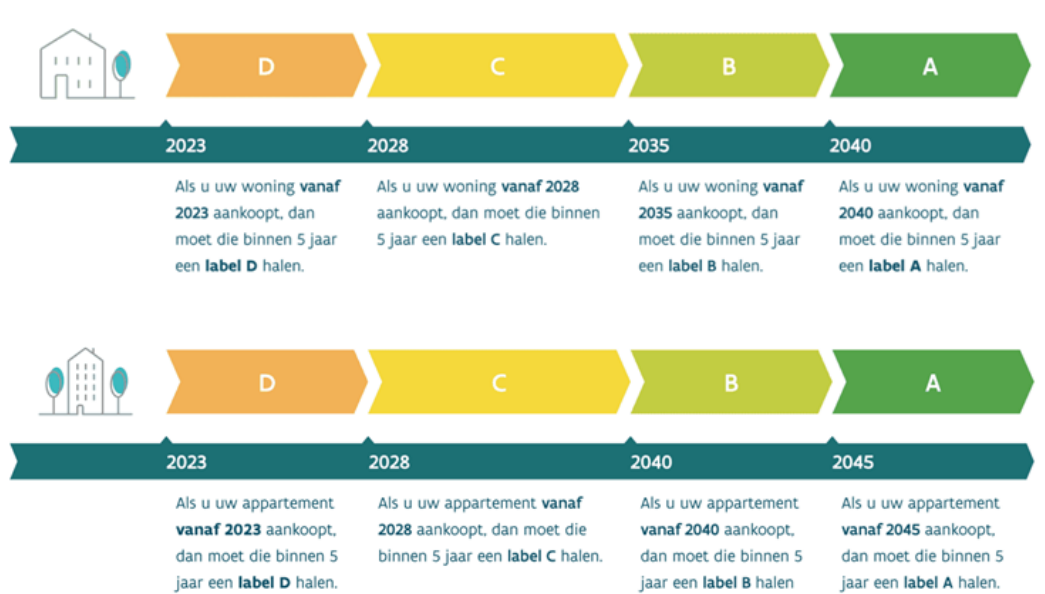 D C B A
2023 2028 2035 2040
Als u uw woning vanaf
2023 aankoopt, dan
moet die binnen 5 jaar
een label D halen.
Als u uw woning vanaf 2028
aankoopt, dan moet die binnen
5 jaar een label C halen.
Als u uw woning vanaf
2035 aankoopt, dan
moet die binnen 5 jaar
een label B halen.
Als u uw woning vanaf
2040 aankoopt, dan
moet die binnen 5 jaar
een label A halen.
D C B A
2023 2028 2040 2045
Als u uw appartement
vanaf 2023 aankoopt,
dan moet die binnen 5
jaar een label D halen.
Als u uw appartement vanaf
2028 aankoopt, dan moet die
binnen 5 jaar een label C halen.
Als u uw appartement
vanaf 2040 aankoopt,
dan moet die binnen 5
jaar een label B halen
Als u uw appartement
vanaf 2045 aankoopt,
dan moet die binnen 5
jaar een label A halen.